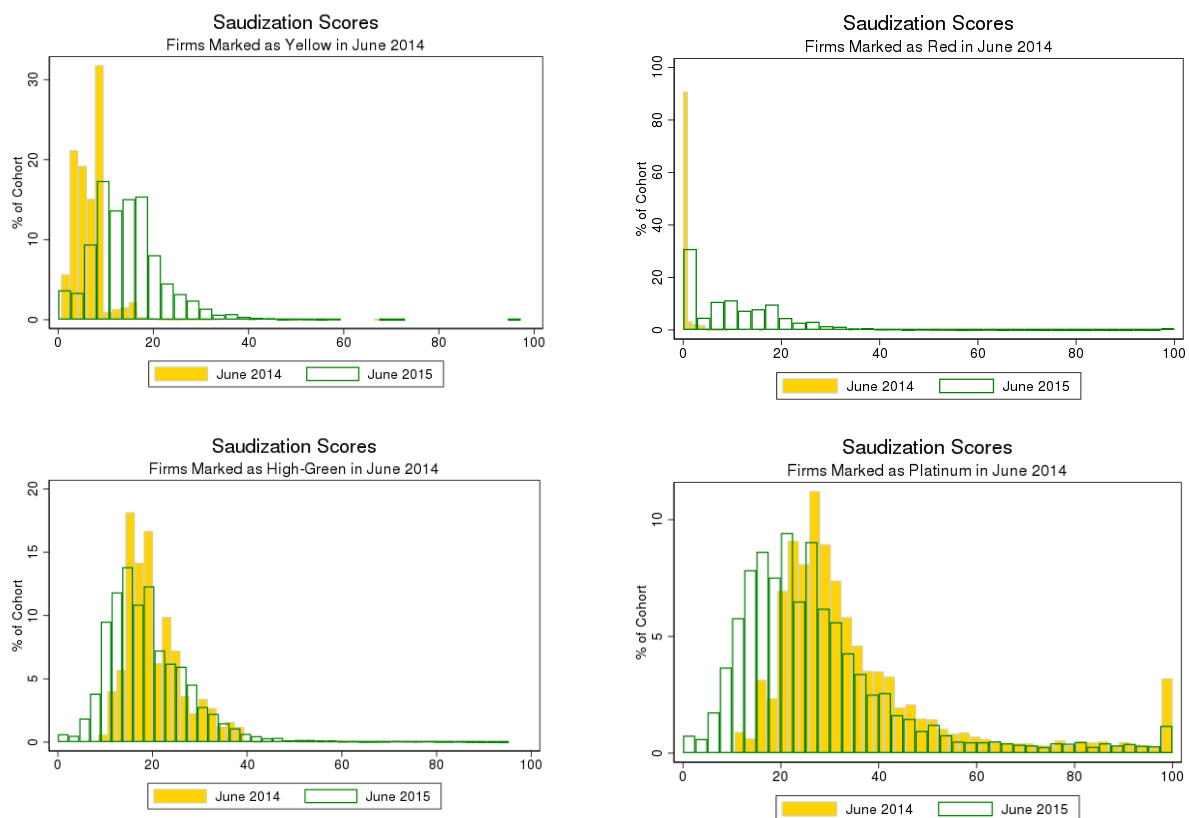 Saudization Scores
Firms Marked as Yellow in June 2014
% of Cohort
30
20
10
0
0 20 40 60 80 100
June 2014 June 2015
Saudization Scores
Firms Marked as Red in June 2014
% of Cohort
100
80
60
40
20
0
0 20 40 60 80 100
June 2014 June 2015
Saudization Scores
Firms Marked as High-Green in June 2014
% of Cohort
20
15
10
5
0
0 20 40 60 80 100
June 2014 June 2015
Saudization Scores
Firms Marked as Platinum in June 2014
% of Cohort
10
5
0
0 20 40 60 80 100
June 2014 June 2015